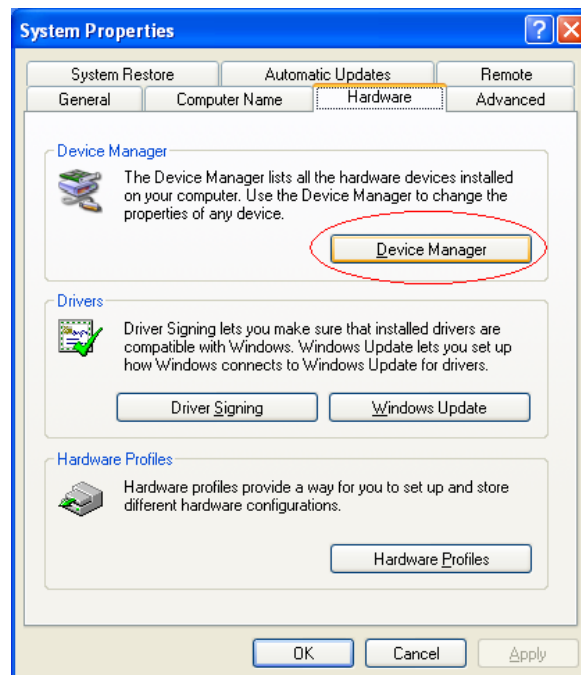 System Properties
System Restore Automatic Updates Remote
General Computer Name Hardware Advanced
Device Manager
The Device Manager lists all the hardware devices installed
on your computer. Use the Device Manager to change the
properties of any device.
Device Manager
Drivers
Driver Signing lets you make sure that installed drivers are
compatible with Windows. Windows Update lets you set up
how Windows connects to Windows Update for drivers.
Driver Signing Windows Update
Hardware Profiles
Hardware profiles provide a way for you to set up and store
different hardware configurations.
Hardware Profiles
OK Cancel Apply